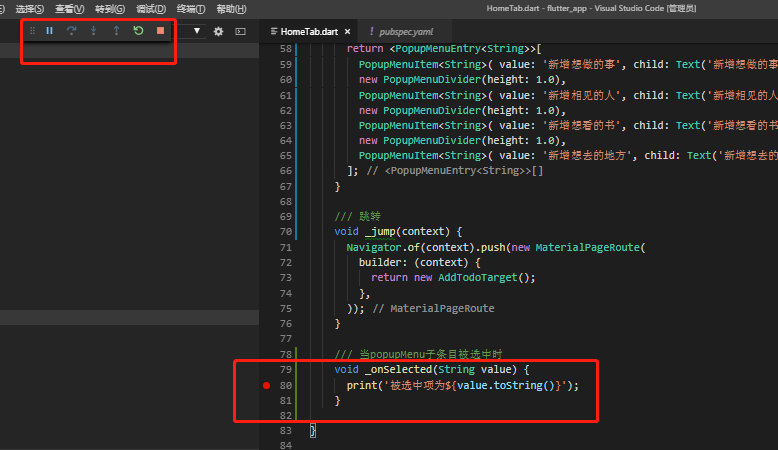 E) 选择(S) 查看(V) 转到(G) 调试(D) 终端(T) 帮助(H) HomeTab.dart - flutter_app - Visual Studio Code [管理员]
HomeTab.dart × pubspec.yaml
58 return <PopupMenuEntry<String>>[
59 PopupMenuItem<String>( value: '新增想做的事', child: Text('新增想做的事
60 new PopupMenuDivider(height: 1.0),
61 PopupMenuItem<String>( value: '新增相见的人', child: Text('新增相见的人
62 new PopupMenuDivider(height: 1.0),
63 PopupMenuItem<String>( value: '新增想看的书', child: Text('新增想看的书
64 new PopupMenuDivider(height: 1.0),
65 PopupMenuItem<String>( value: '新增想去的地方', child: Text('新增想去的
66 ]; // <PopupMenuEntry<String>>[]
67 }
68
69 /// 跳转
70 void _jump(context) {
71 Navigator.of(context).push(new MaterialPageRoute(
72 builder: (context) {
73 return new AddTodoTarget();
74 },
75 )); // MaterialPageRoute
76 }
77
78 /// 当popupMenu子条目被选中时
79 void _onSelected(String value) {
80 print('被选中项为${value.toString()}');
81 }
82
83 }
84